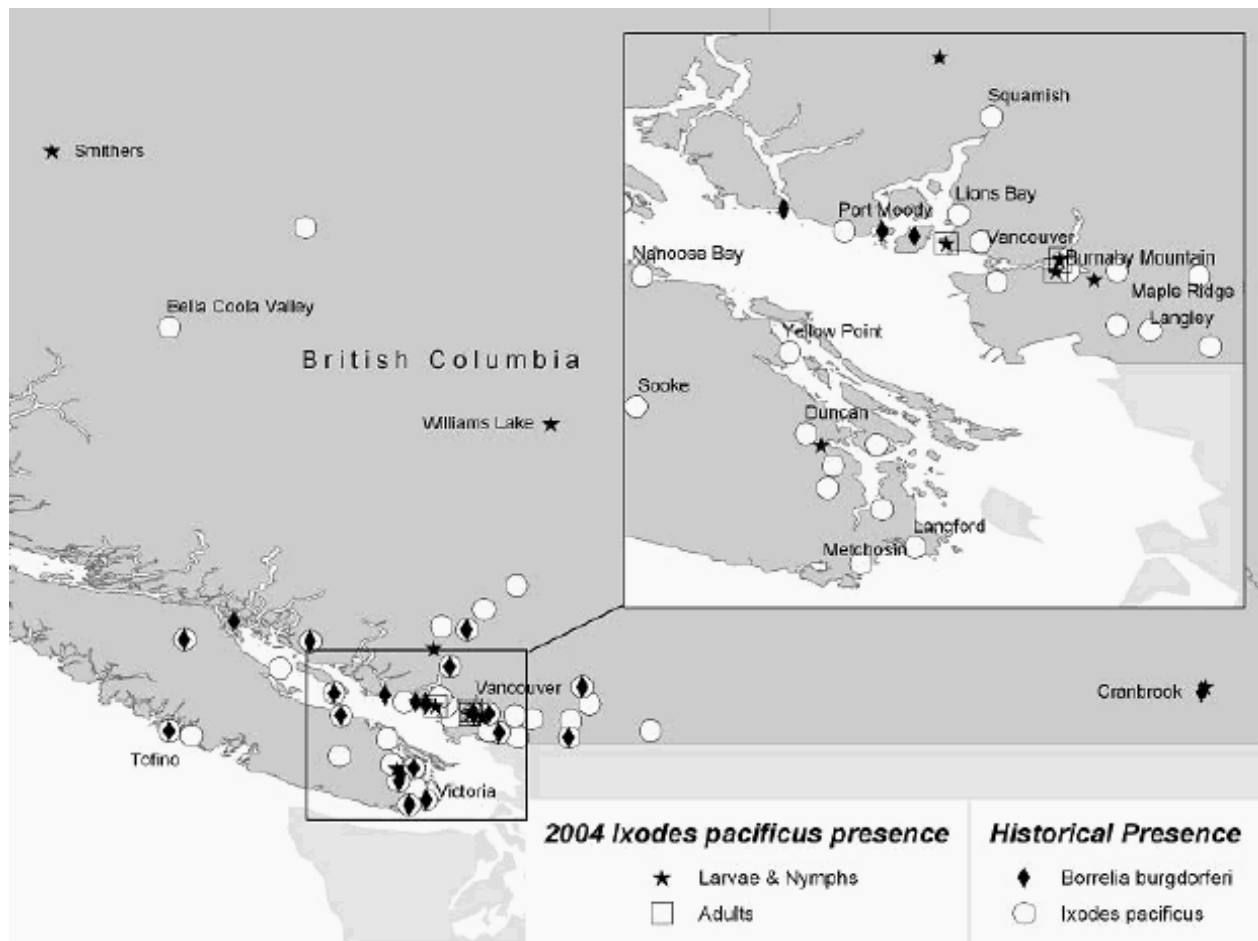 Squamish
Smithers
Lions Bay
Port Moody
Vancouver
Nanoose Bay
Burnaby Mountain
Maple Ridge
Bella Coola Valley
Langley
Yellow Point
British Columbia
Sooke
Duncan
Williams Lake
Langford
Metchosin
Vancouver
Cranbrook
Tofino
Victoria
2004 Ixodes pacificus presence
Larvae & Nymphs
Adults
Historical Presence
Borrelia burgdorferi
Ixodes pacificus